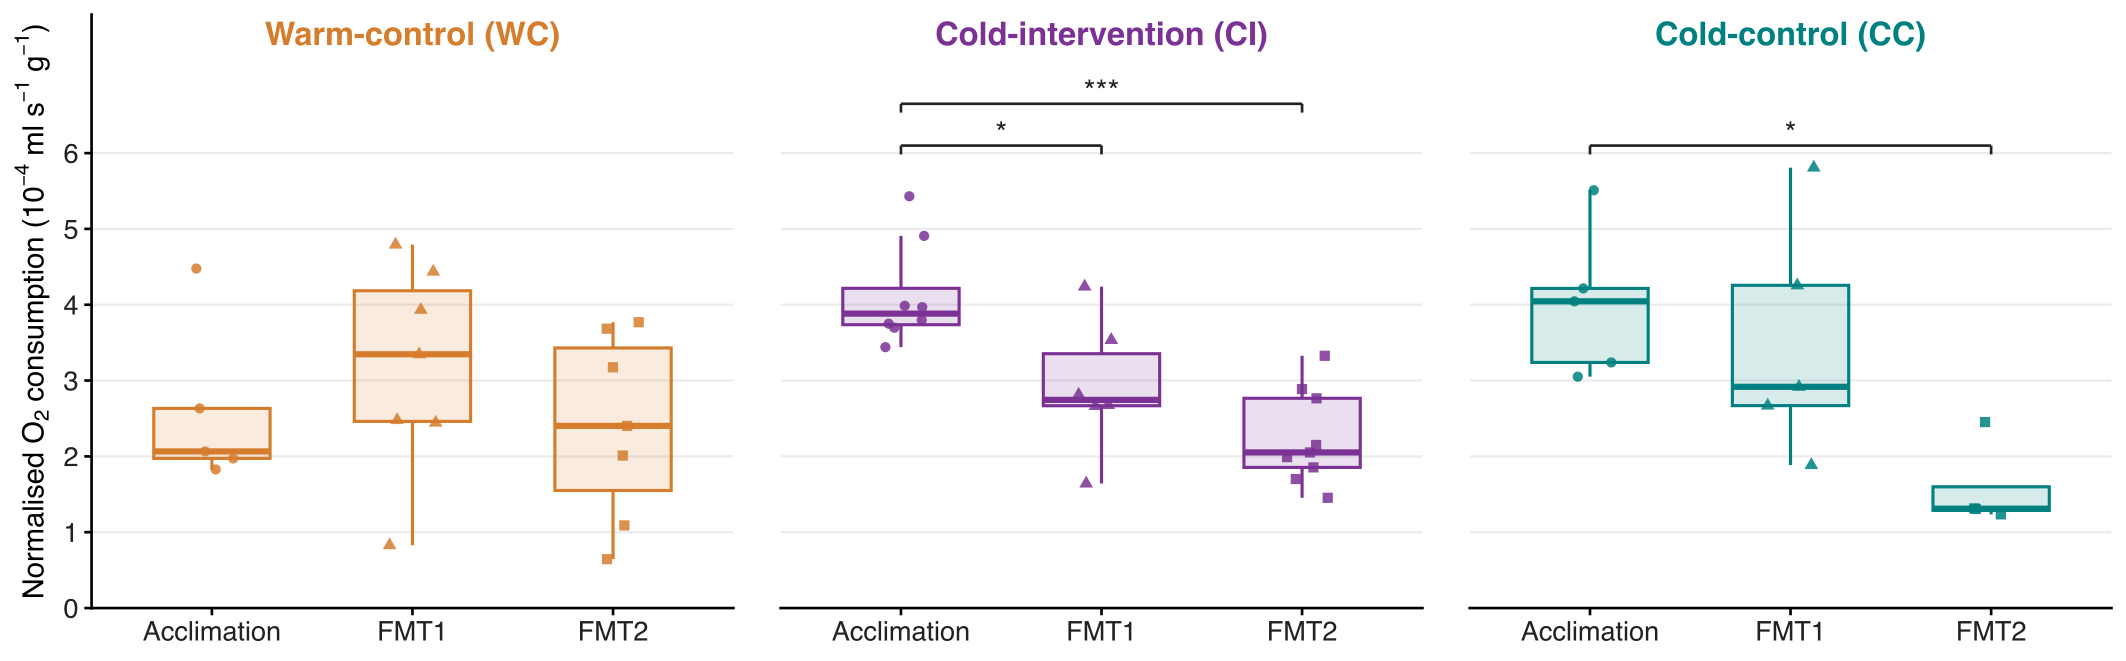 Warm-control (WC)
Cold-intervention (CI)
Cold-control (CC)
Normalised O₂ consumption (10⁻⁴ ml s⁻¹ g⁻¹)
***
*
*
6
5
4
3
2
1
0
Acclimation FMT1 FMT2
Acclimation FMT1 FMT2
Acclimation FMT1 FMT2